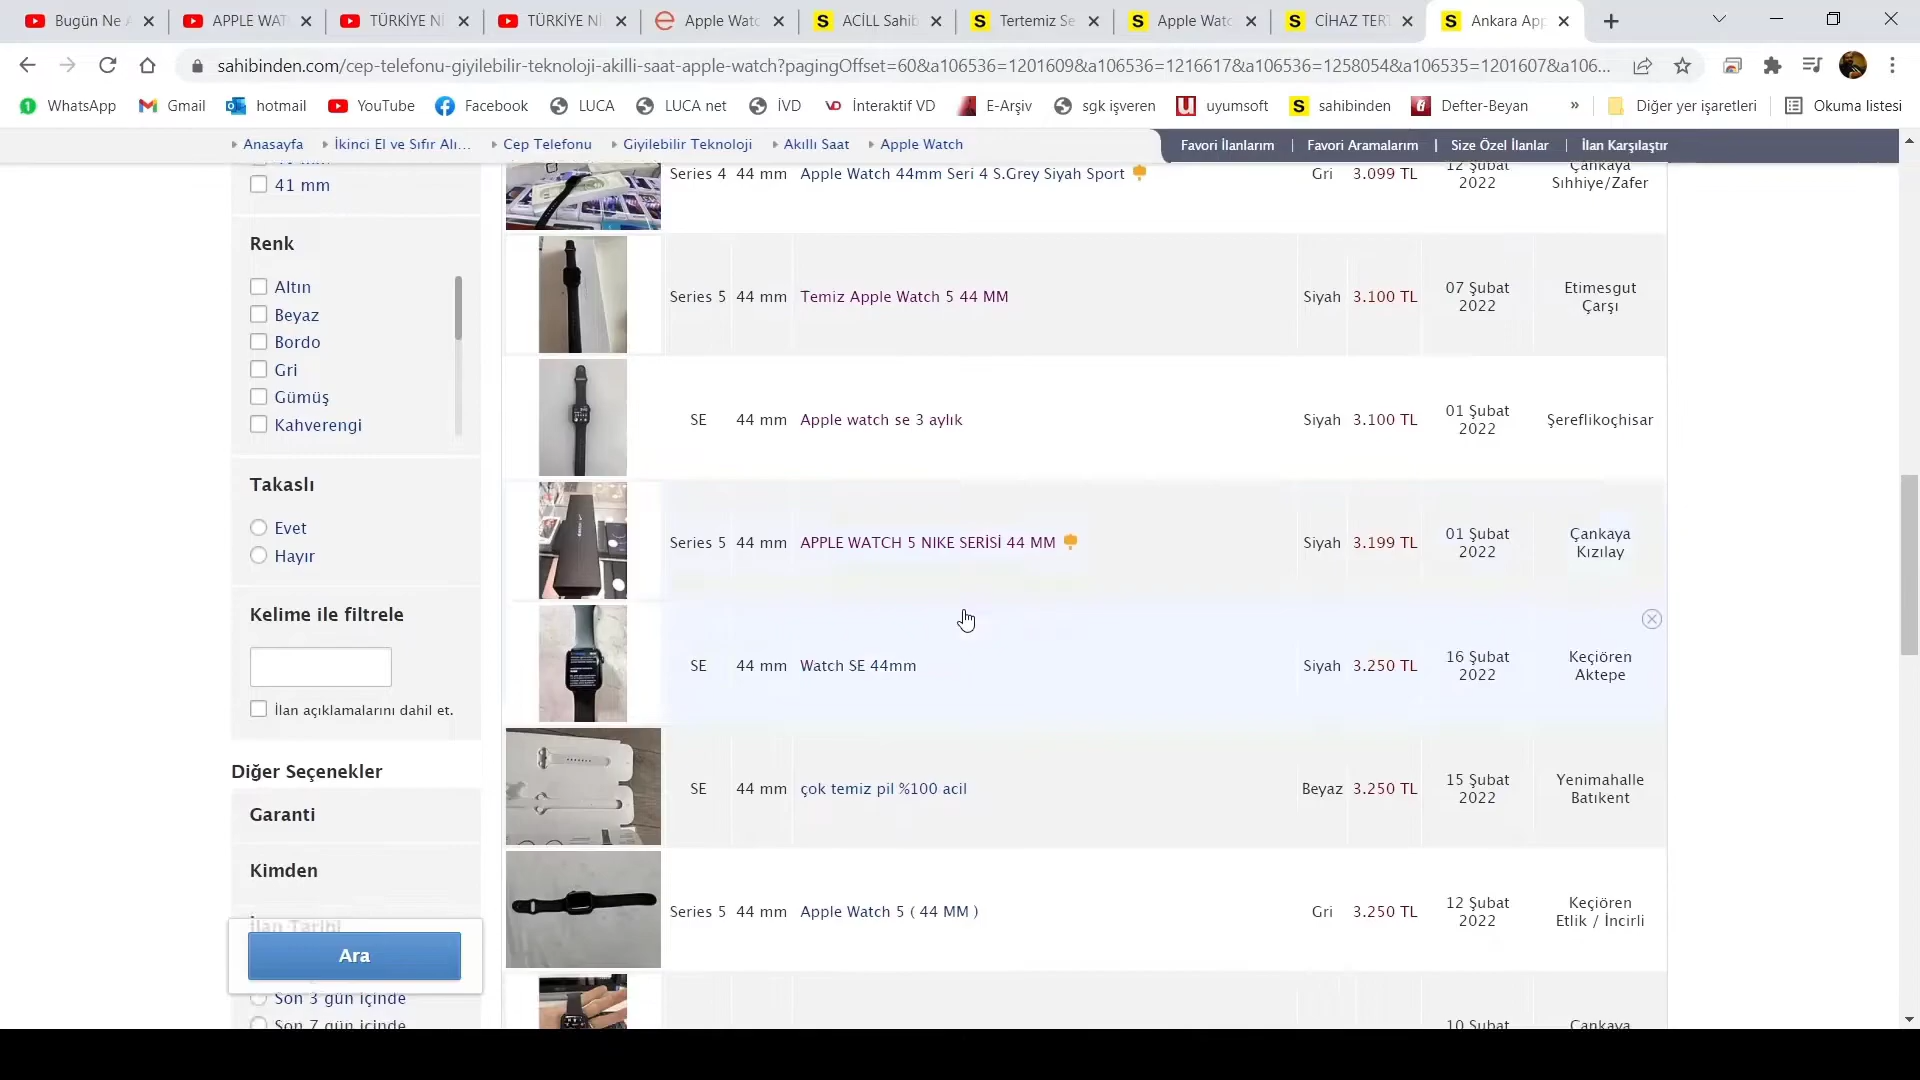 Bugün Ne A
APPLE WAT
TÜRKİYE Nİ
TÜRKİYE Nİ
Apple Watc
ACİLL Sahib
Tertemiz Se
Apple Watc
CİHAZ TERT
Ankara App
sahibinden.com/cep-telefonu-giyilebilir-teknoloji-akilli-saat-apple-watch?pagingOffset=60&a106536=1201609&a106536=1216617&a106536=1258054&a106535=1201607&a106...
WhatsApp
Gmail
hotmail
YouTube
Facebook
LUCA
LUCA net
İVD
İnteraktif VD
E-Arşiv
sgk işveren
uyumsoft
sahibinden
Defter-Beyan
»
Diğer yer işaretleri
Okuma listesi
Anasayfa
İkinci El ve Sıfır Alı...
Cep Telefonu
Giyilebilir Teknoloji
Akıllı Saat
Apple Watch
Favori İlanlarım
Favori Aramalarım
Size Özel İlanlar
İlan Karşılaştır
41 mm
Renk
Altın
Beyaz
Bordo
Gri
Gümüş
Kahverengi
Takaslı
Evet
Hayır
Kelime ile filtrele
İlan açıklamalarını dahil et.
Diğer Seçenekler
Garanti
Kimden
İlan Tarihi
Ara
Son 3 gün içinde
Son 7 gün içinde
Series 4 44 mm Apple Watch 44mm Seri 4 S.Grey Siyah Sport Gri 3.099 TL 12 Şubat 2022 Çankaya Sıhhiye/Zafer
Series 5 44 mm Temiz Apple Watch 5 44 MM Siyah 3.100 TL 07 Şubat 2022 Etimesgut Çarşı
SE 44 mm Apple watch se 3 aylık Siyah 3.100 TL 01 Şubat 2022 Şereflikoçhisar
Series 5 44 mm APPLE WATCH 5 NIKE SERİSİ 44 MM Siyah 3.199 TL 01 Şubat 2022 Çankaya Kızılay
SE 44 mm Watch SE 44mm Siyah 3.250 TL 16 Şubat 2022 Keçiören Aktepe
SE 44 mm çok temiz pil %100 acil Beyaz 3.250 TL 15 Şubat 2022 Yenimahalle Batıkent
Series 5 44 mm Apple Watch 5 ( 44 MM ) Gri 3.250 TL 12 Şubat 2022 Keçiören Etlik / İncirli
10 Şubat Çankaya